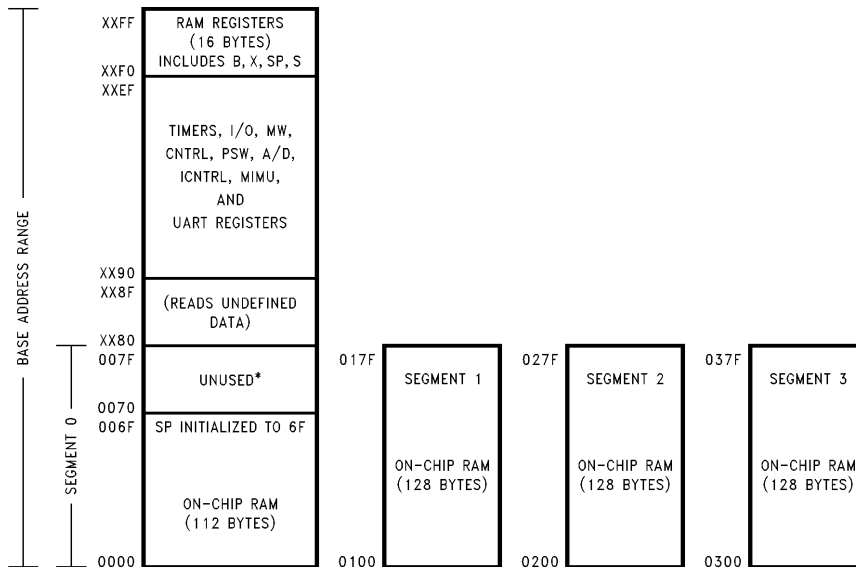 BASE ADDRESS RANGE
SEGMENT 0
XXFF
RAM REGISTERS
(16 BYTES)
INCLUDES B, X, SP, S
XXF0
XXEF
TIMERS, I/O, MW,
CNTRL, PSW, A/D,
ICNTRL, MIMU,
AND
UART REGISTERS
XX90
XX8F
(READS UNDEFINED
DATA)
XX80
007F
UNUSED*
0070
006F
SP INITIALIZED TO 6F
ON-CHIP RAM
(112 BYTES)
0000
017F
SEGMENT 1
ON-CHIP RAM
(128 BYTES)
0100
027F
SEGMENT 2
ON-CHIP RAM
(128 BYTES)
0200
037F
SEGMENT 3
ON-CHIP RAM
(128 BYTES)
0300